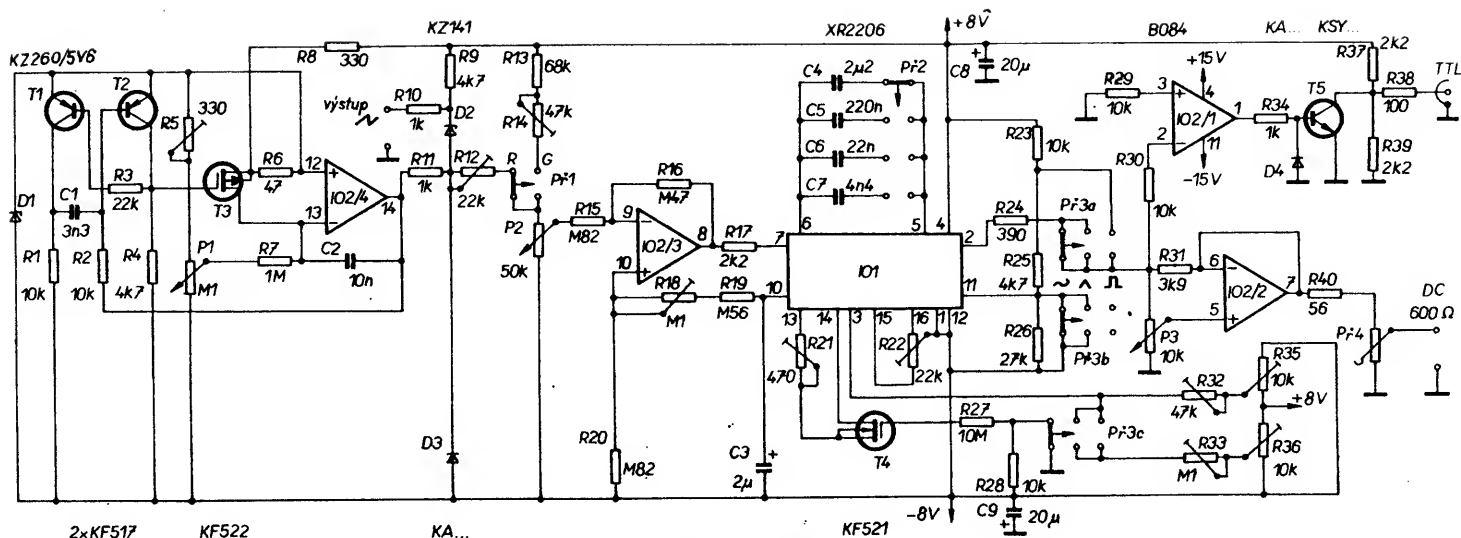 KZ260/5V6
KZ141
XR2206
B084
KA... KSY...
+8V
R8
330
R9
4k7
R13
68k
C4
2µ2
Př2
C8
20µ
+
R37
2k2
T1
T2
330
R5
výstup
R10
1k
D2
47k
R14
C5
220n
C6
22n
C7
4n4
R23
10k
R29
10k
+15V
3
4
+
IO2/1
1
2
−
11
-15V
R34
1k
T5
D4
R38
100
TTL
R39
2k2
R6
47
12
+
IO2/4
13
−
14
R11
1k
R12
22k
R
G
Př1
R16
M47
R30
10k
D1
C1
3n3
R3
22k
T3
P2
50k
R15
M82
9
−
IO2/3
10
+
8
R17
2k2
7
6
5
4
IO1
2
11
R24
390
Př3a
R25
4k7
R31
3k9
6
−
IO2/2
5
+
7
R40
56
DC
600 Ω
R1
10k
R2
10k
R4
4k7
P1
M1
R7
1M
C2
10n
R18
M1
R19
M56
10
13
14
3
15
16
1
12
R21
470
R22
22k
R26
27k
Př3b
P3
10k
Př4
R35
10k
+8V
R32
47k
R33
M1
R36
10k
D3
R20
M82
C3
2µ
+
T4
R27
10M
Př3c
R28
10k
-8V
C9
20µ
+
2xKF517
KF522
KA...
KF521